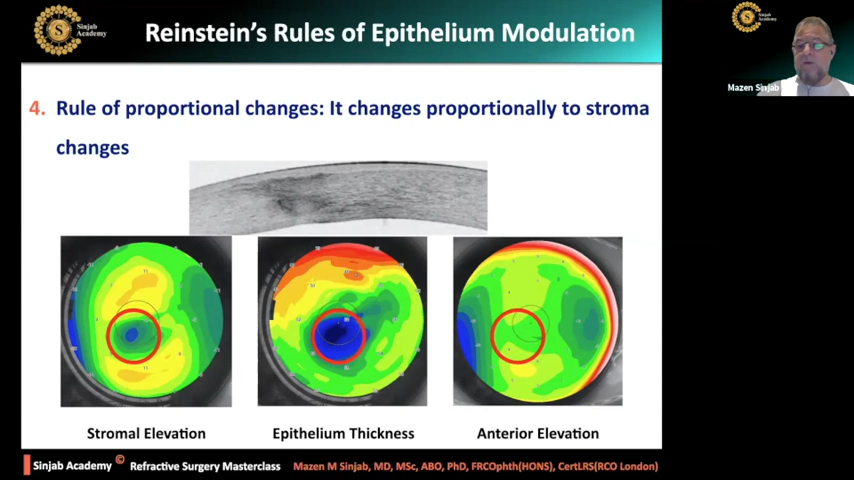 Sinjab
Academy
Reinstein's Rules of Epithelium Modulation
Sinjab
Academy
Mazen Sinjab
4. Rule of proportional changes: It changes proportionally to stroma
changes
Stromal Elevation
Epithelium Thickness
Anterior Elevation
Sinjab Academy © Refractive Surgery Masterclass Mazen M Sinjab, MD, MSc, ABO, PhD, FRCOphth(HONS), CertLRS(RCO London)